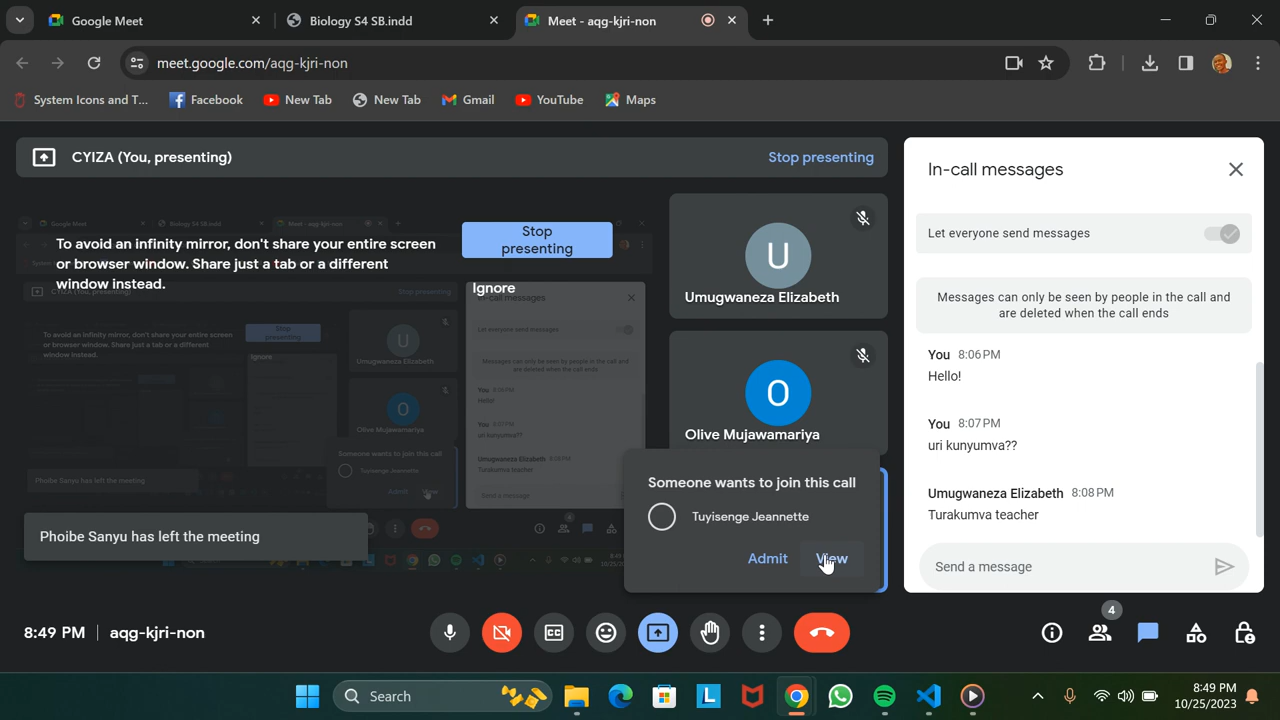 Google Meet
Biology S4 SB.indd
Meet - aqg-kjri-non
meet.google.com/aqg-kjri-non
System Icons and T...
Facebook
New Tab
New Tab
Gmail
YouTube
Maps
CYIZA (You, presenting)
Stop presenting
To avoid an infinity mirror, don't share your entire screen
or browser window. Share just a tab or a different
window instead.
Stop
presenting
Ignore
Umugwaneza Elizabeth
Olive Mujawamariya
Phoibe Sanyu has left the meeting
Someone wants to join this call
Tuyisenge Jeannette
Admit
View
In-call messages
Let everyone send messages
Messages can only be seen by people in the call and
are deleted when the call ends
You 8:06 PM
Hello!
You 8:07 PM
uri kunyumva??
Umugwaneza Elizabeth 8:08 PM
Turakumva teacher
Send a message
8:49 PM | aqg-kjri-non
4
Search
8:49 PM
10/25/2023